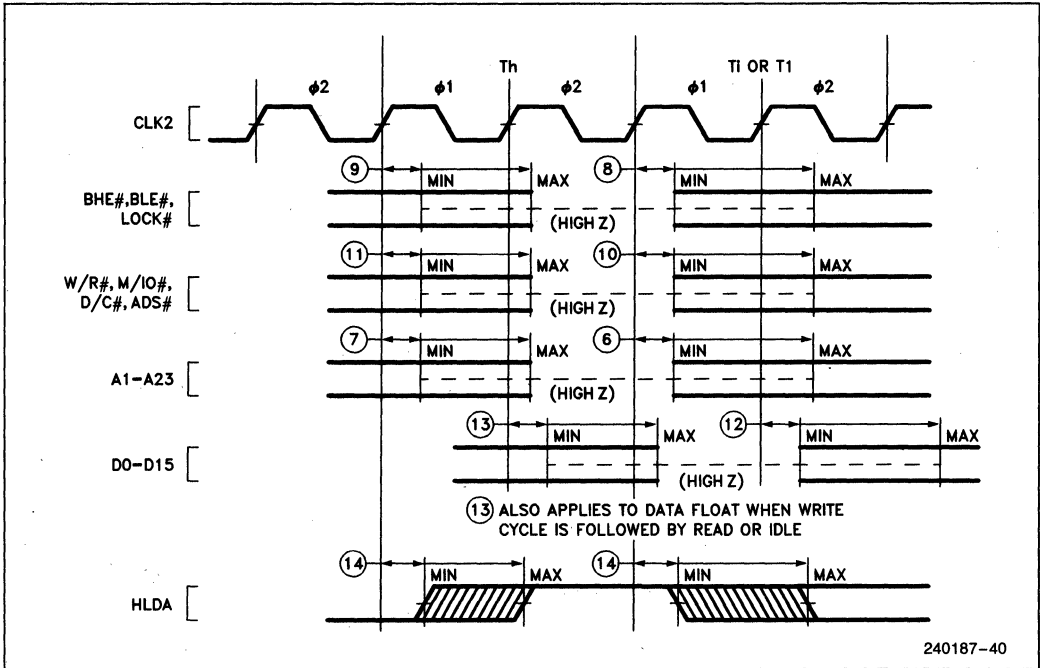 Th Ti OR T1
φ2 φ1 φ2 φ1 φ2
CLK2
9 8
MIN MAX MIN MAX
BHE#,BLE#,
LOCK#
(HIGH Z)
11 10
MIN MAX MIN MAX
W/R#, M/IO#,
D/C#, ADS#
(HIGH Z)
7 6
MIN MAX MIN MAX
A1-A23
(HIGH Z)
13 12
MIN MAX MIN MAX
D0-D15
(HIGH Z)
13 ALSO APPLIES TO DATA FLOAT WHEN WRITE
CYCLE IS FOLLOWED BY READ OR IDLE
14 14
MIN MAX MIN MAX
HLDA
240187-40